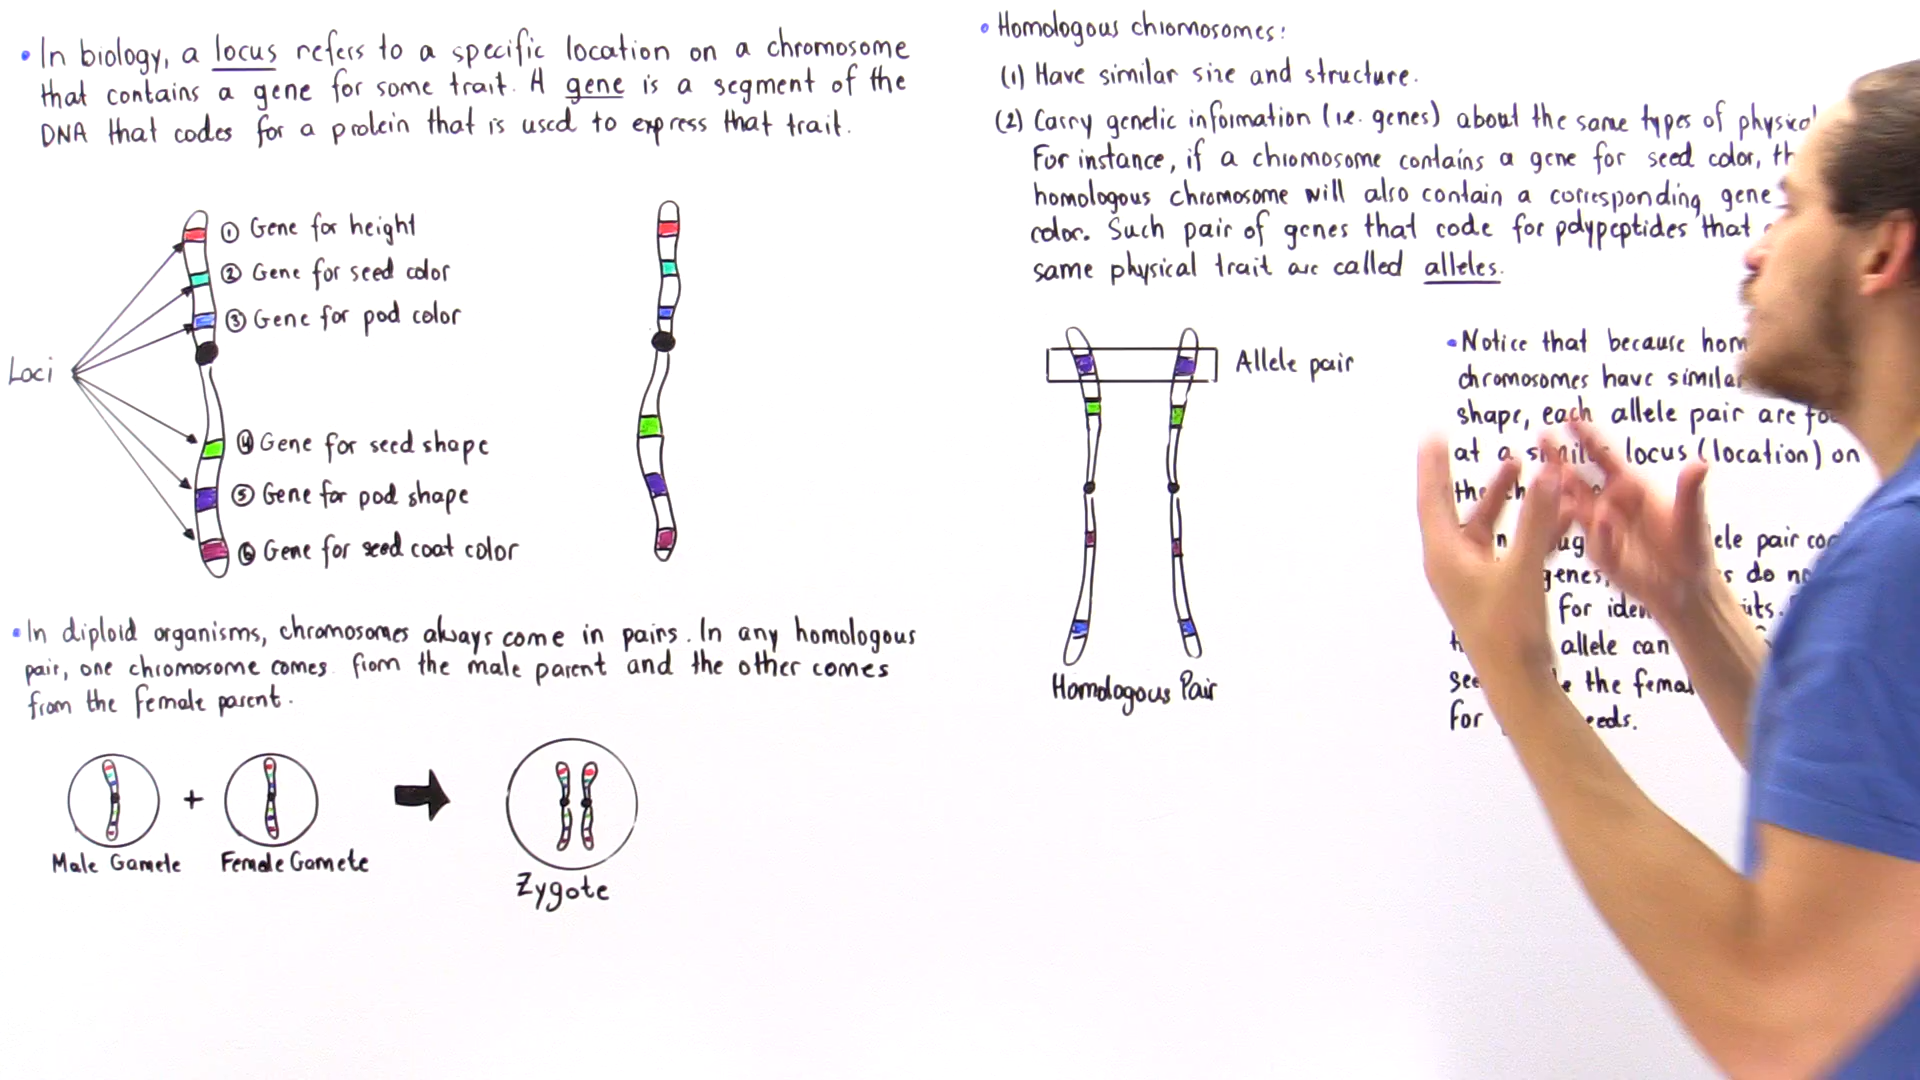 • In biology, a locus refers to a specific location on a chromosome
that contains a gene for some trait. A gene is a segment of the
DNA that codes for a protein that is used to express that trait.
① Gene for height
② Gene for seed color
③ Gene for pod color
Loci
④ Gene for seed shape
⑤ Gene for pod shape
⑥ Gene for seed coat color
• In diploid organisms, chromosomes always come in pairs. In any homologous
pair, one chromosome comes from the male parent and the other comes
from the female parent.
+
Male Gamete
Female Gamete
Zygote
• Homologous chromosomes:
(1) Have similar size and structure.
(2) Carry genetic information (i.e. genes) about the same types of
For instance, if a chromosome contains a gene for seed color,
homologous chromosome will also contain a corresponding gene
color. Such pair of genes that code for polypeptides that
same physical trait are called alleles.
Allele pair
Homologous Pair
• Notice that because
chromosomes have
shape, each allele pair are
at a locus (location) on
pair
genes, do
for
allele can
the
for